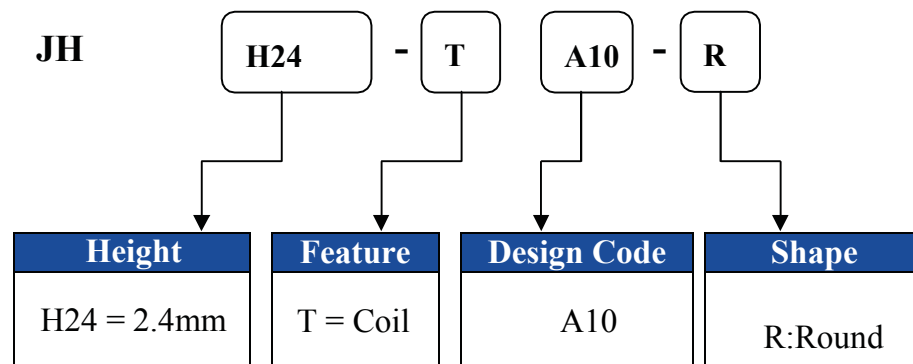 JH H24 - T A10 - R
Height Feature Design Code Shape
H24 = 2.4mm T = Coil A10 R:Round